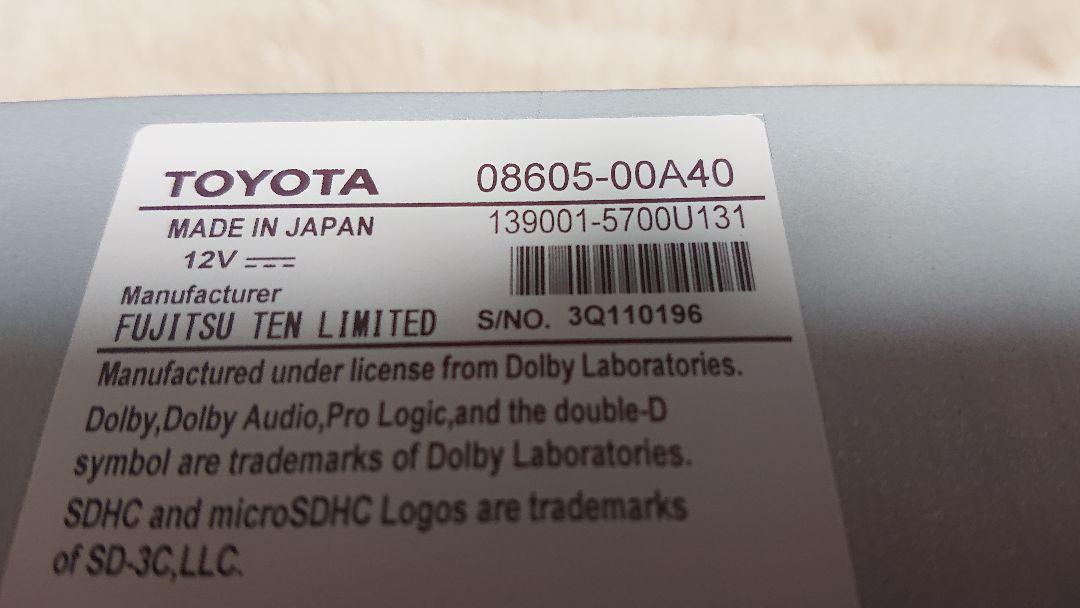 TOYOTA 08605-00A40
MADE IN JAPAN 139001-5700U131
12V
Manufacturer
FUJITSU TEN LIMITED S/NO. 3Q110196
Manufactured under license from Dolby Laboratories.
Dolby,Dolby Audio,Pro Logic,and the double-D
symbol are trademarks of Dolby Laboratories.
SDHC and microSDHC Logos are trademarks
of SD-3C,LLC.